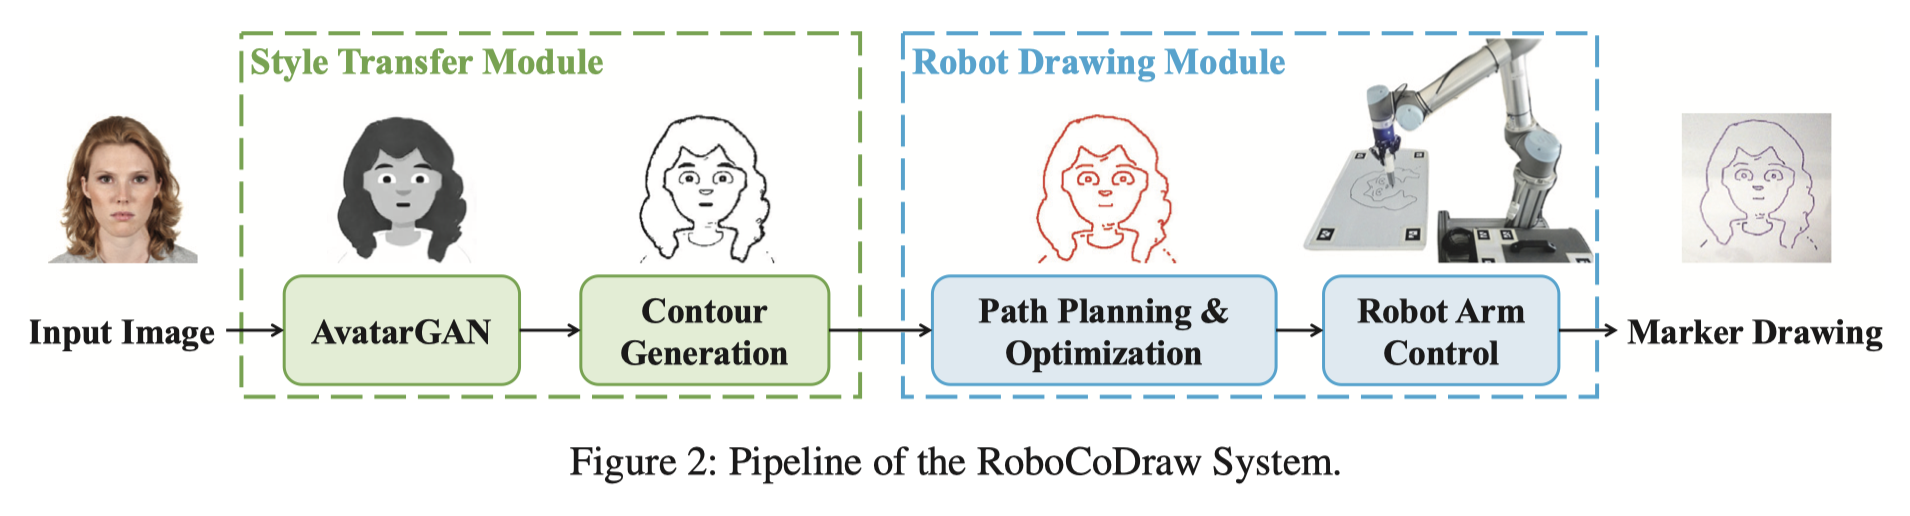 Style Transfer Module
Robot Drawing Module
Input Image
AvatarGAN
Contour
Generation
Path Planning &
Optimization
Robot Arm
Control
Marker Drawing
Figure 2: Pipeline of the RoboCoDraw System.